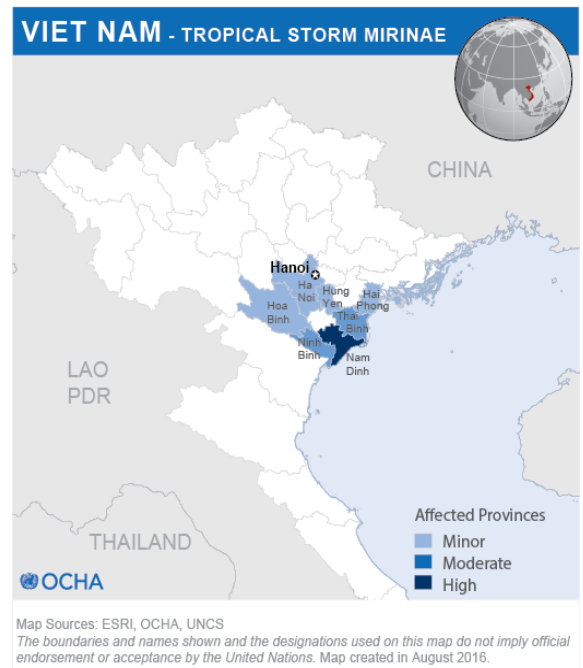 VIET NAM - TROPICAL STORM MIRINAE
CHINA
Hanoi
Ha
Noi
Hung
Yen
Hai
Phong
Hoa
Binh
Thai
Binh
Ninh
Binh
Nam
Dinh
LAO
PDR
THAILAND
Affected Provinces
Minor
Moderate
High
OCHA
Map Sources: ESRI, OCHA, UNCS
The boundaries and names shown and the designations used on this map do not imply official
endorsement or acceptance by the United Nations. Map created in August 2016.